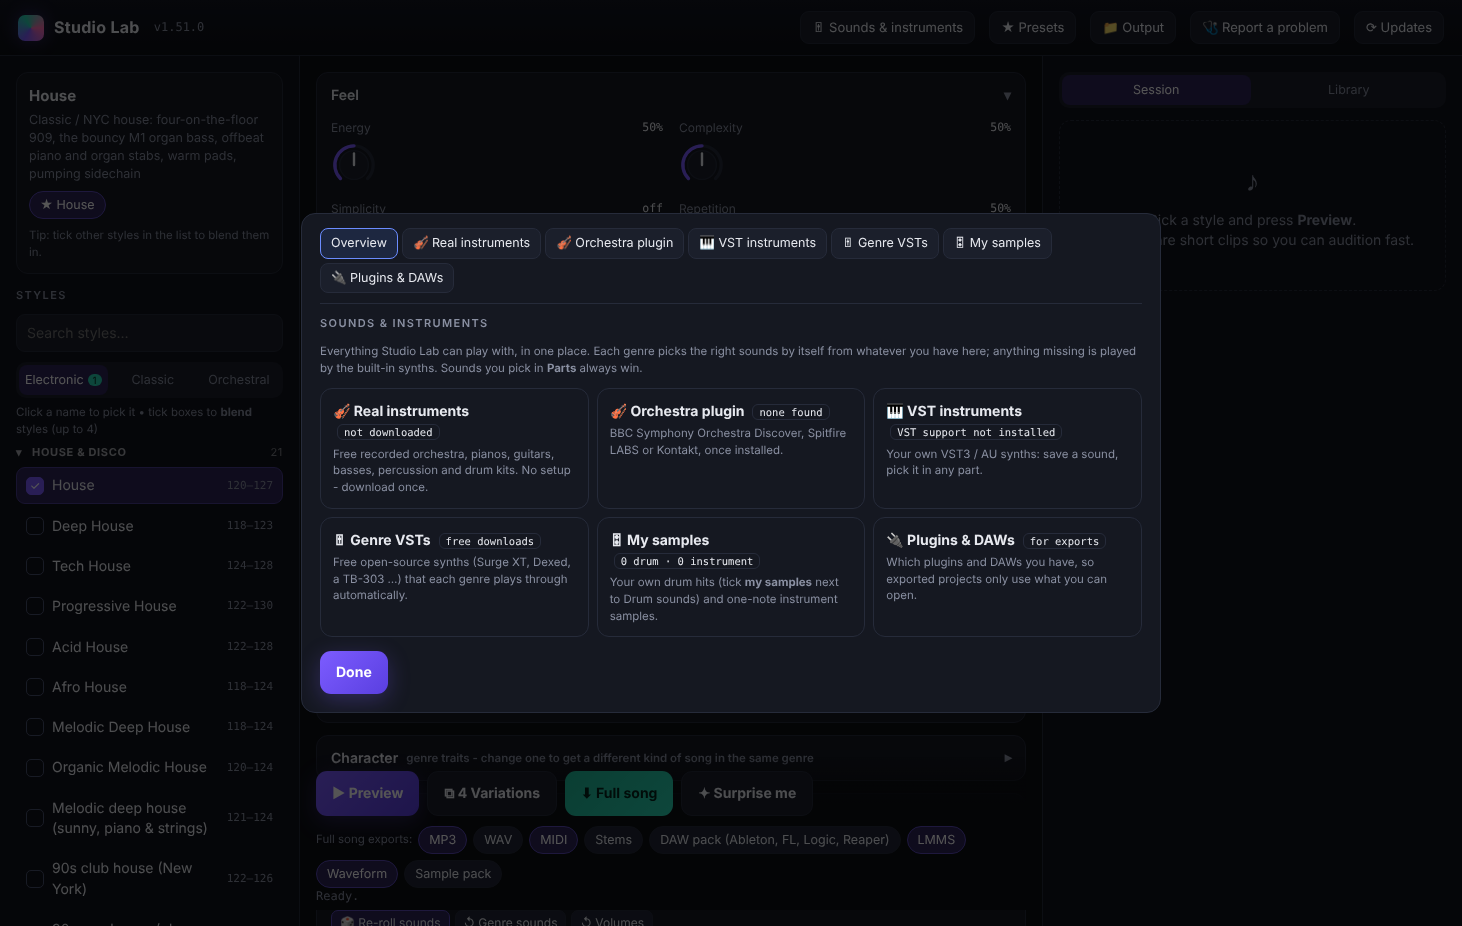 Studio Lab v1.51.0
Sounds & instruments
★ Presets
Output
Report a problem
⟳ Updates
House
Classic / NYC house: four-on-the-floor
909, the bouncy M1 organ bass, offbeat
piano and organ stabs, warm pads,
pumping sidechain
★ House
Tip: tick other styles in the list to blend them
in.
STYLES
Search styles...
Electronic 1
Classic
Orchestral
Click a name to pick it • tick boxes to blend
styles (up to 4)
▼ HOUSE & DISCO 21
House 120–127
Deep House 118–123
Tech House 124–128
Progressive House 122–130
Acid House 122–128
Afro House 118–124
Melodic Deep House 118–124
Organic Melodic House 120–124
Melodic deep house
(sunny, piano & strings) 121–124
90s club house (New
York) 122–126
Feel ▼
Energy 50%
Complexity 50%
Simplicity off
Repetition 50%
Overview
Real instruments
Orchestra plugin
VST instruments
Genre VSTs
My samples
Plugins & DAWs
SOUNDS & INSTRUMENTS
Everything Studio Lab can play with, in one place. Each genre picks the right sounds by itself from whatever you have here; anything missing is played
by the built-in synths. Sounds you pick in Parts always win.
Real instruments
not downloaded
Free recorded orchestra, pianos, guitars,
basses, percussion and drum kits. No setup
- download once.
Orchestra plugin none found
BBC Symphony Orchestra Discover, Spitfire
LABS or Kontakt, once installed.
VST instruments
VST support not installed
Your own VST3 / AU synths: save a sound,
pick it in any part.
Genre VSTs free downloads
Free open-source synths (Surge XT, Dexed,
a TB-303 ...) that each genre plays through
automatically.
My samples
0 drum · 0 instrument
Your own drum hits (tick my samples next
to Drum sounds) and one-note instrument
samples.
Plugins & DAWs for exports
Which plugins and DAWs you have, so
exported projects only use what you can
open.
Done
Character genre traits - change one to get a different kind of song in the same genre ▶
▶ Preview
4 Variations
⬇ Full song
✦ Surprise me
Full song exports: MP3 WAV MIDI Stems DAW pack (Ableton, FL, Logic, Reaper) LMMS
Waveform Sample pack
Ready.
Re-roll sounds
Genre sounds
Volumes
Session
Library
♪
ick a style and press Preview.
re short clips so you can audition fast.